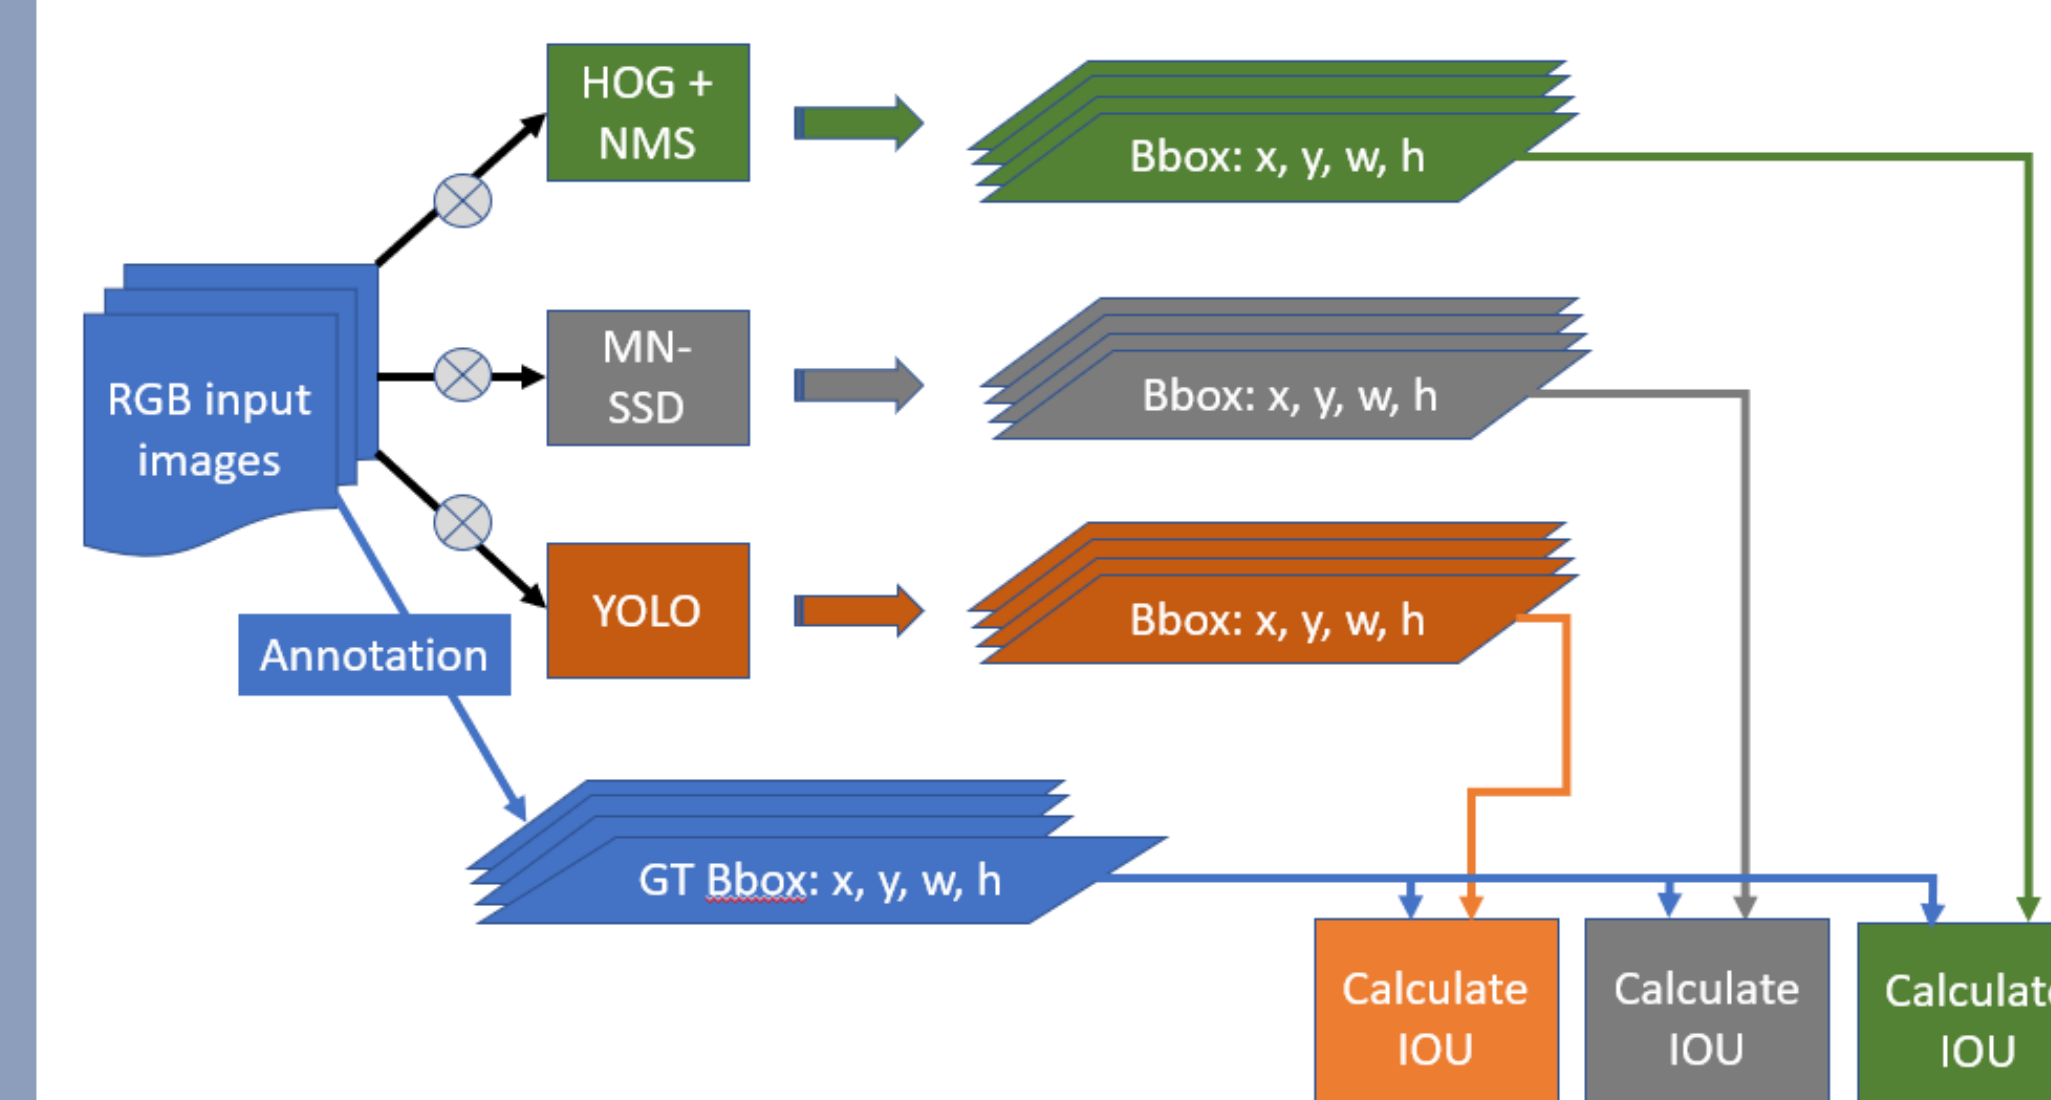 HOG +
NMS
Bbox: x, y, w, h
RGB input
images
MN-
SSD
Bbox: x, y, w, h
YOLO
Bbox: x, y, w, h
Annotation
GT Bbox: x, y, w, h
Calculate
IOU
Calculate
IOU
Calculate
IOU